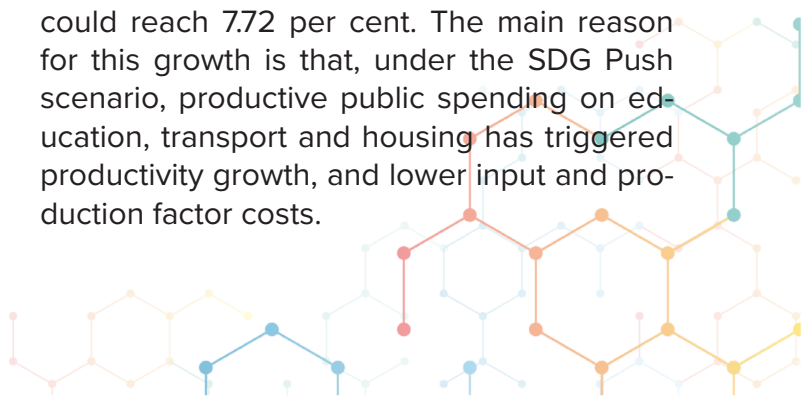 could reach 7.72 per cent. The main reason
for this growth is that, under the SDG Push
scenario, productive public spending on ed-
ucation, transport and housing has triggered
productivity growth, and lower input and pro-
duction factor costs.